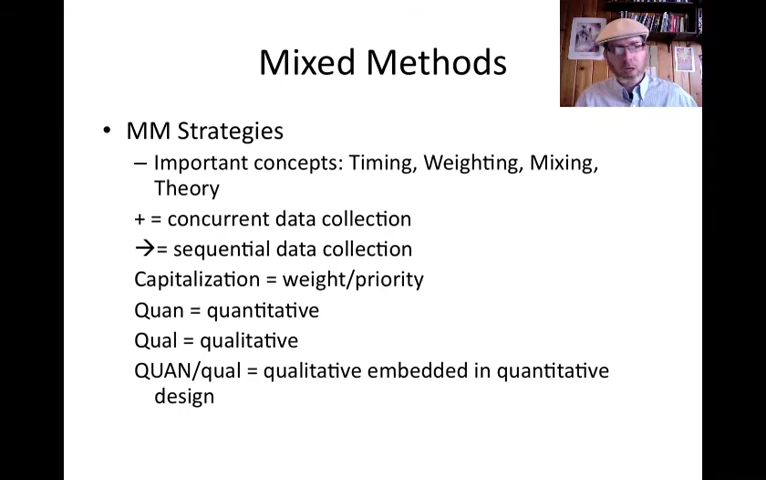 Mixed Methods
• MM Strategies
– Important concepts: Timing, Weighting, Mixing,
Theory
+ = concurrent data collection
→= sequential data collection
Capitalization = weight/priority
Quan = quantitative
Qual = qualitative
QUAN/qual = qualitative embedded in quantitative
design